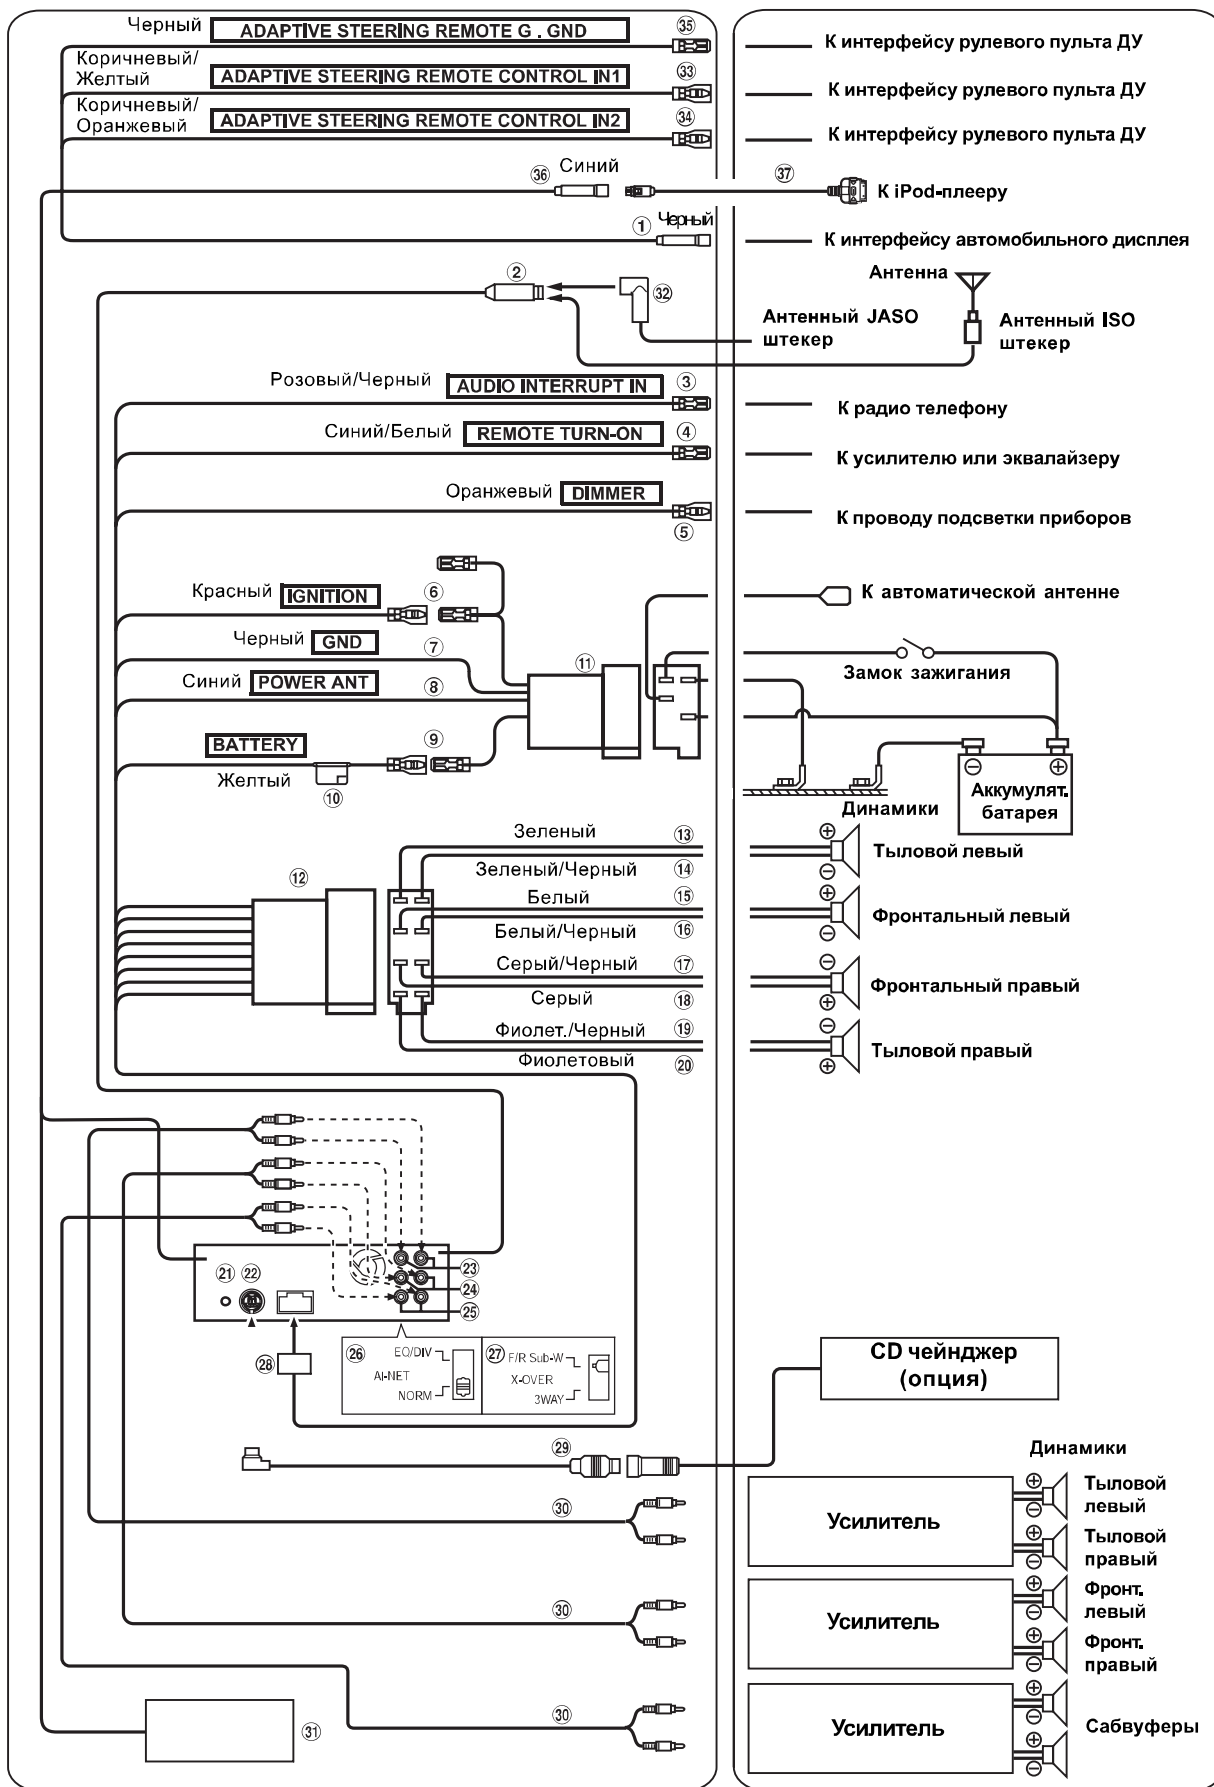 Черный ADAPTIVE STEERING REMOTE G . GND 35
К интерфейсу рулевого пульта ДУ
Коричневый/
Желтый ADAPTIVE STEERING REMOTE CONTROL IN1 33
К интерфейсу рулевого пульта ДУ
Коричневый/
Оранжевый ADAPTIVE STEERING REMOTE CONTROL IN2 34
К интерфейсу рулевого пульта ДУ
36 Синий 37
К iPod-плееру
1 Черный
К интерфейсу автомобильного дисплея
2
32
Антенна
Антенный JASO
штекер
Антенный ISO
штекер
Розовый/Черный AUDIO INTERRUPT IN 3
К радио телефону
Синий/Белый REMOTE TURN-ON 4
К усилителю или эквалайзеру
Оранжевый DIMMER
5
К проводу подсветки приборов
Красный IGNITION 6
К автоматической антенне
Черный GND 7
11
Замок зажигания
Синий POWER ANT 8
BATTERY 9
Желтый
10
⊖ ⊕
Аккумулят.
батарея
Динамики
Зеленый 13
⊕
Тыловой левый
⊖
Зеленый/Черный 14
12
Белый 15
⊕
Фронтальный левый
⊖
Белый/Черный 16
Серый/Черный 17
⊖
Фронтальный правый
⊕
Серый 18
Фиолет./Черный 19
⊖
Тыловой правый
⊕
Фиолетовый 20
21 22
23
24
25
28
26 EQ/DIV
AI-NET
NORM
27 F/R Sub-W
X-OVER
3WAY
CD чейнджер
(опция)
29
Динамики
30
Усилитель
⊕
⊖
Тыловой
левый
⊕
⊖
Тыловой
правый
30
Усилитель
⊕
⊖
Фронт.
левый
⊕
⊖
Фронт.
правый
31
30
Усилитель
⊕
⊖
⊕
⊖
Сабвуферы